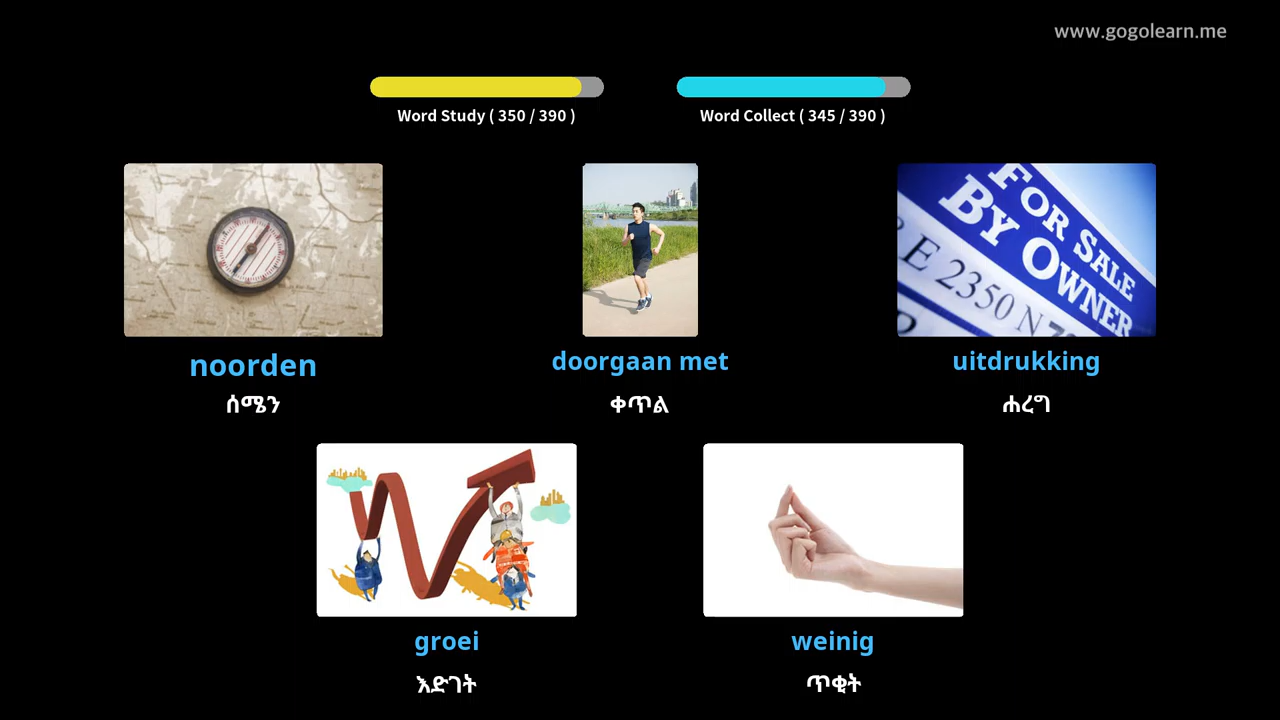 www.gogolearn.me
Word Study ( 350 / 390 )
Word Collect ( 345 / 390 )
FOR SALE
BY OWNER
E 2350 N
noorden
doorgaan met
uitdrukking
ሰሜን
ቀጥል
ሐረግ
groei
weinig
እድገት
ጥቂት